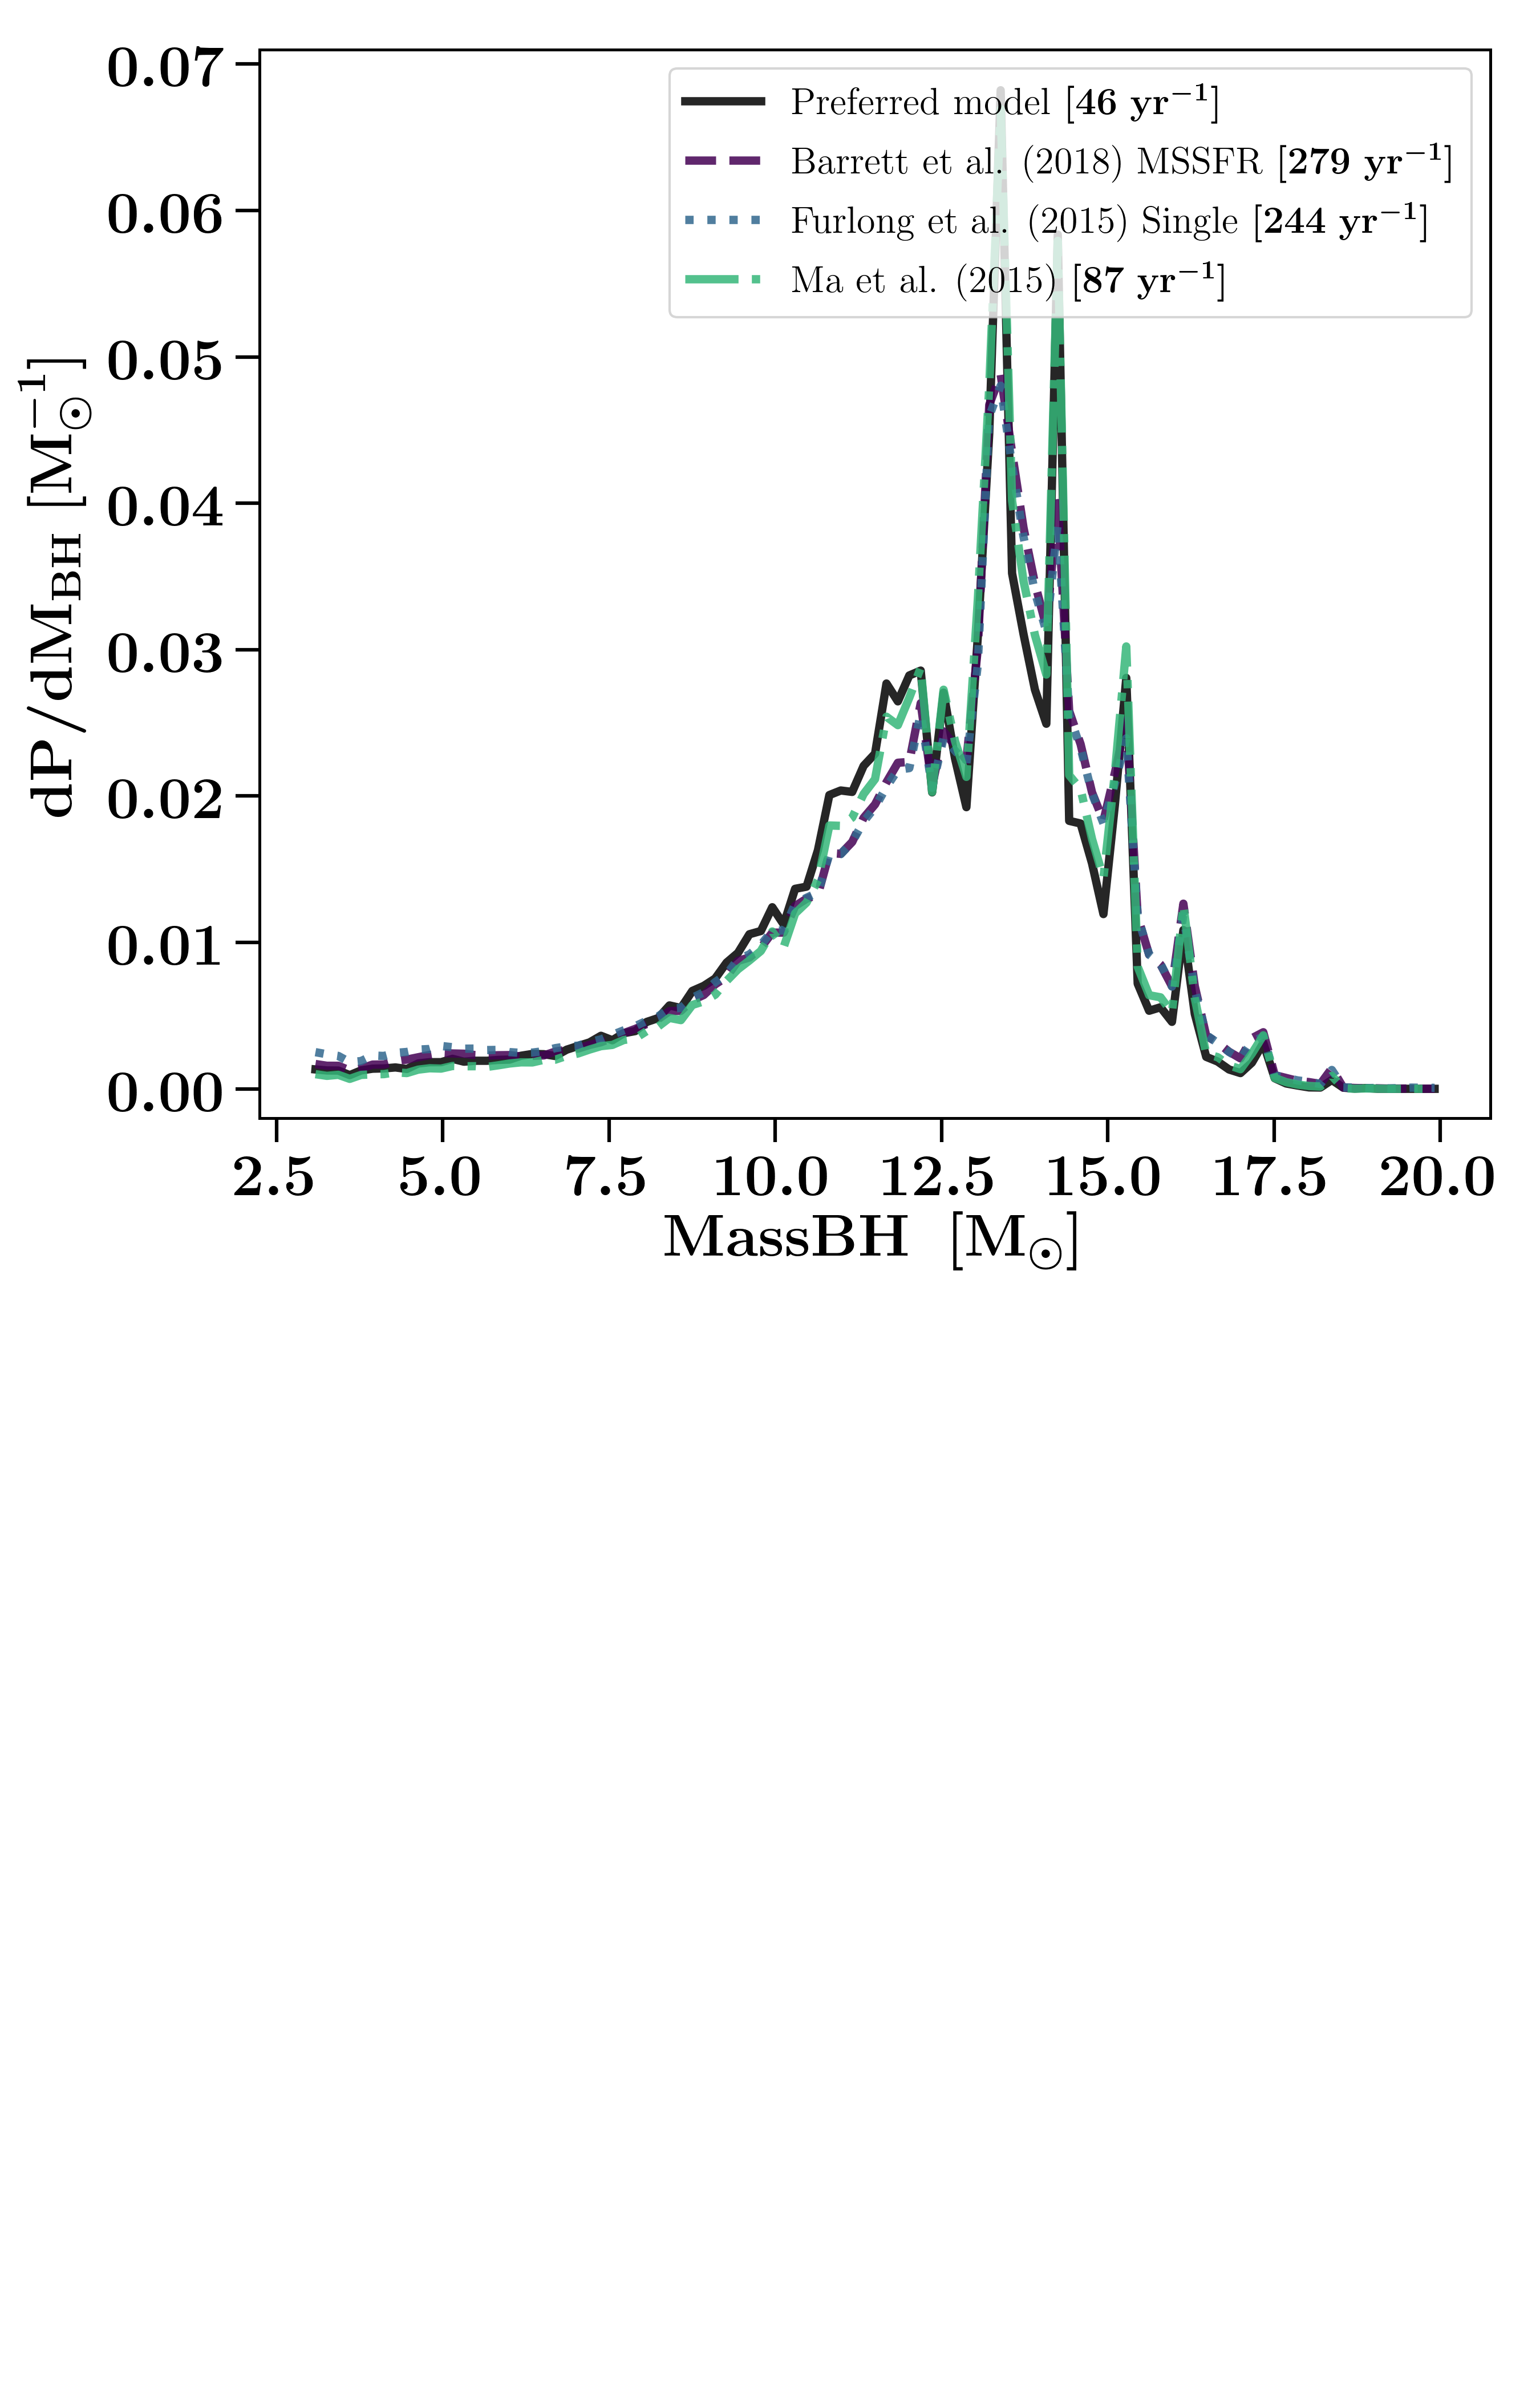 0.07
0.06
0.05
0.04
0.03
0.02
0.01
0.00
dP/dM_BH [M_⊙^−1]
Preferred model [46 yr^−1]
Barrett et al. (2018) MSSFR [279 yr^−1]
Furlong et al. (2015) Single [244 yr^−1]
Ma et al. (2015) [87 yr^−1]
2.5 5.0 7.5 10.0 12.5 15.0 17.5 20.0
MassBH [M_⊙]